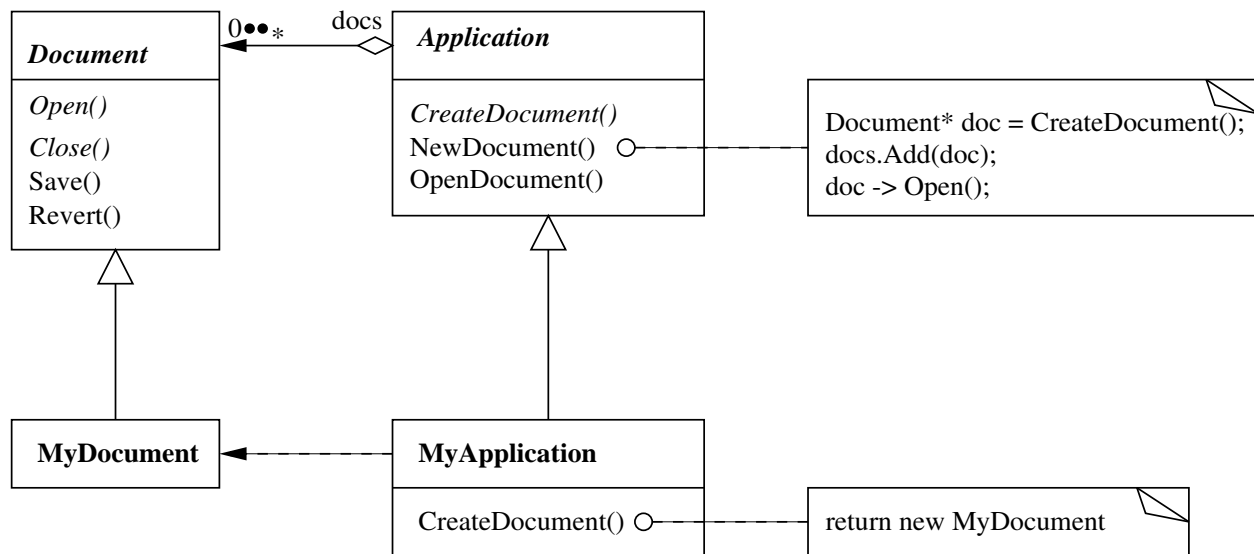 0••* docs
Document
Application
Open()
Close()
Save()
Revert()
CreateDocument()
NewDocument()
OpenDocument()
Document* doc = CreateDocument();
docs.Add(doc);
doc -> Open();
MyDocument
MyApplication
CreateDocument()
return new MyDocument